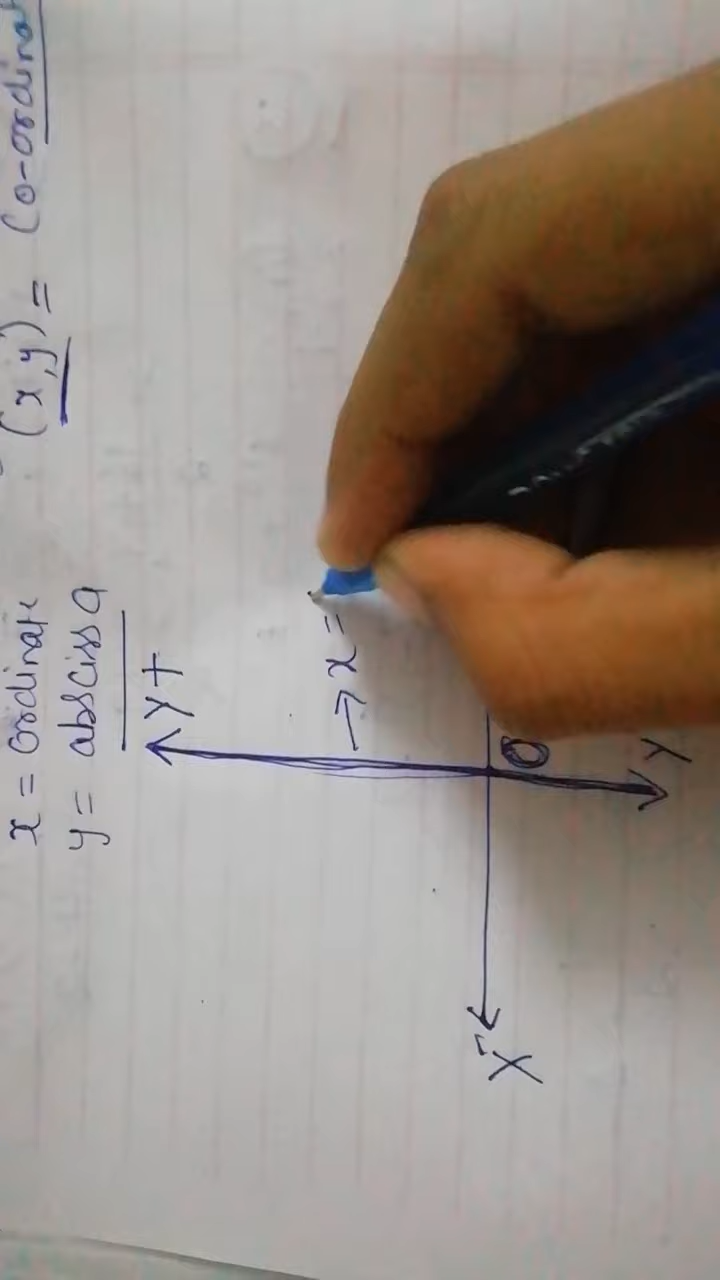 (x,y) = Co-ordinat
x = Ordinate
y = abscissa
Y+
→ x =
O
X-
Y